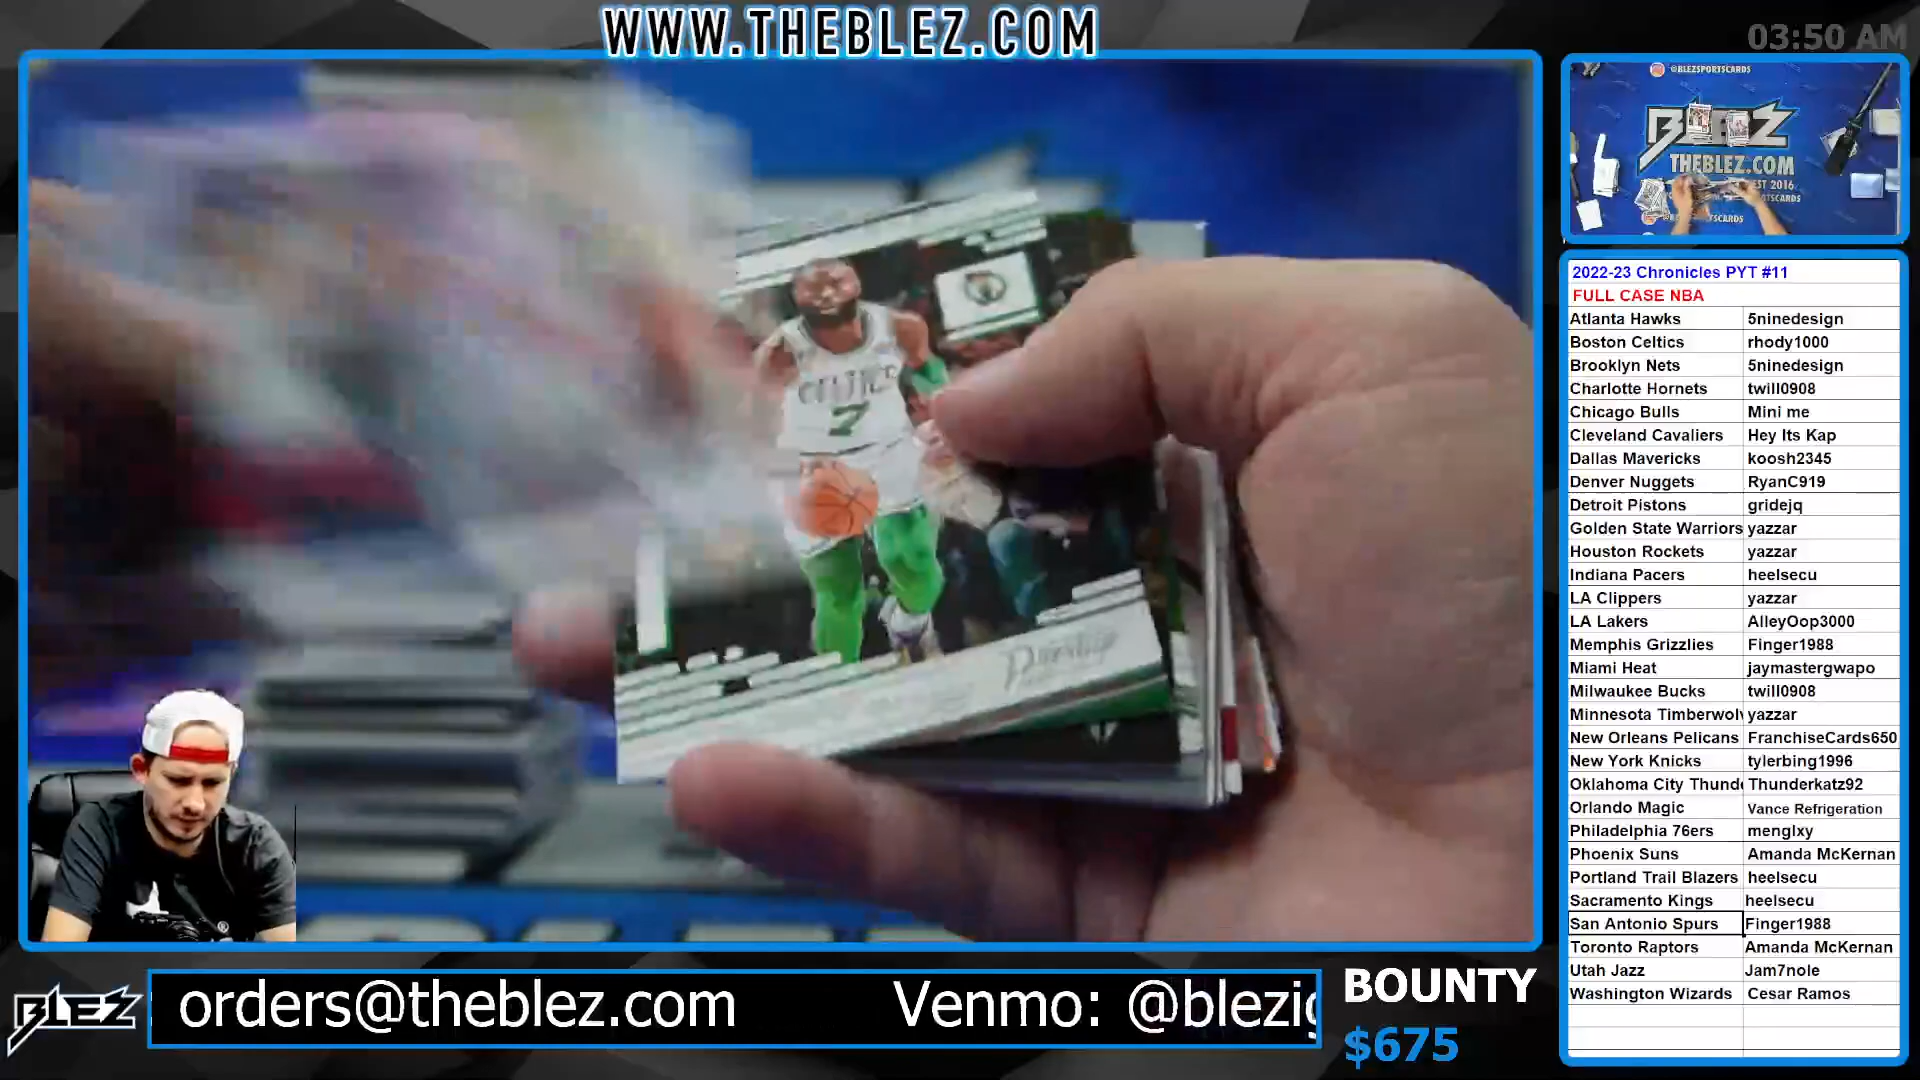 WWW.THEBLEZ.COM
03:50 AM
@BLEZSPORTSCARDS
BLEZ
THEBLEZ.COM
EST 2016
CELTICS
7
Prestige
2022-23 Chronicles PYT #11
FULL CASE NBA
Atlanta Hawks 5ninedesign
Boston Celtics rhody1000
Brooklyn Nets 5ninedesign
Charlotte Hornets twill0908
Chicago Bulls Mini me
Cleveland Cavaliers Hey Its Kap
Dallas Mavericks koosh2345
Denver Nuggets RyanC919
Detroit Pistons gridejq
Golden State Warriors yazzar
Houston Rockets yazzar
Indiana Pacers heelsecu
LA Clippers yazzar
LA Lakers AlleyOop3000
Memphis Grizzlies Finger1988
Miami Heat jaymastergwapo
Milwaukee Bucks twill0908
Minnesota Timberwolv yazzar
New Orleans Pelicans FranchiseCards650
New York Knicks tylerbing1996
Oklahoma City Thunde Thunderkatz92
Orlando Magic Vance Refrigeration
Philadelphia 76ers menglxy
Phoenix Suns Amanda McKernan
Portland Trail Blazers heelsecu
Sacramento Kings heelsecu
San Antonio Spurs Finger1988
Toronto Raptors Amanda McKernan
Utah Jazz Jam7nole
Washington Wizards Cesar Ramos
BLEZ
orders@theblez.com Venmo: @blezig
BOUNTY
$675